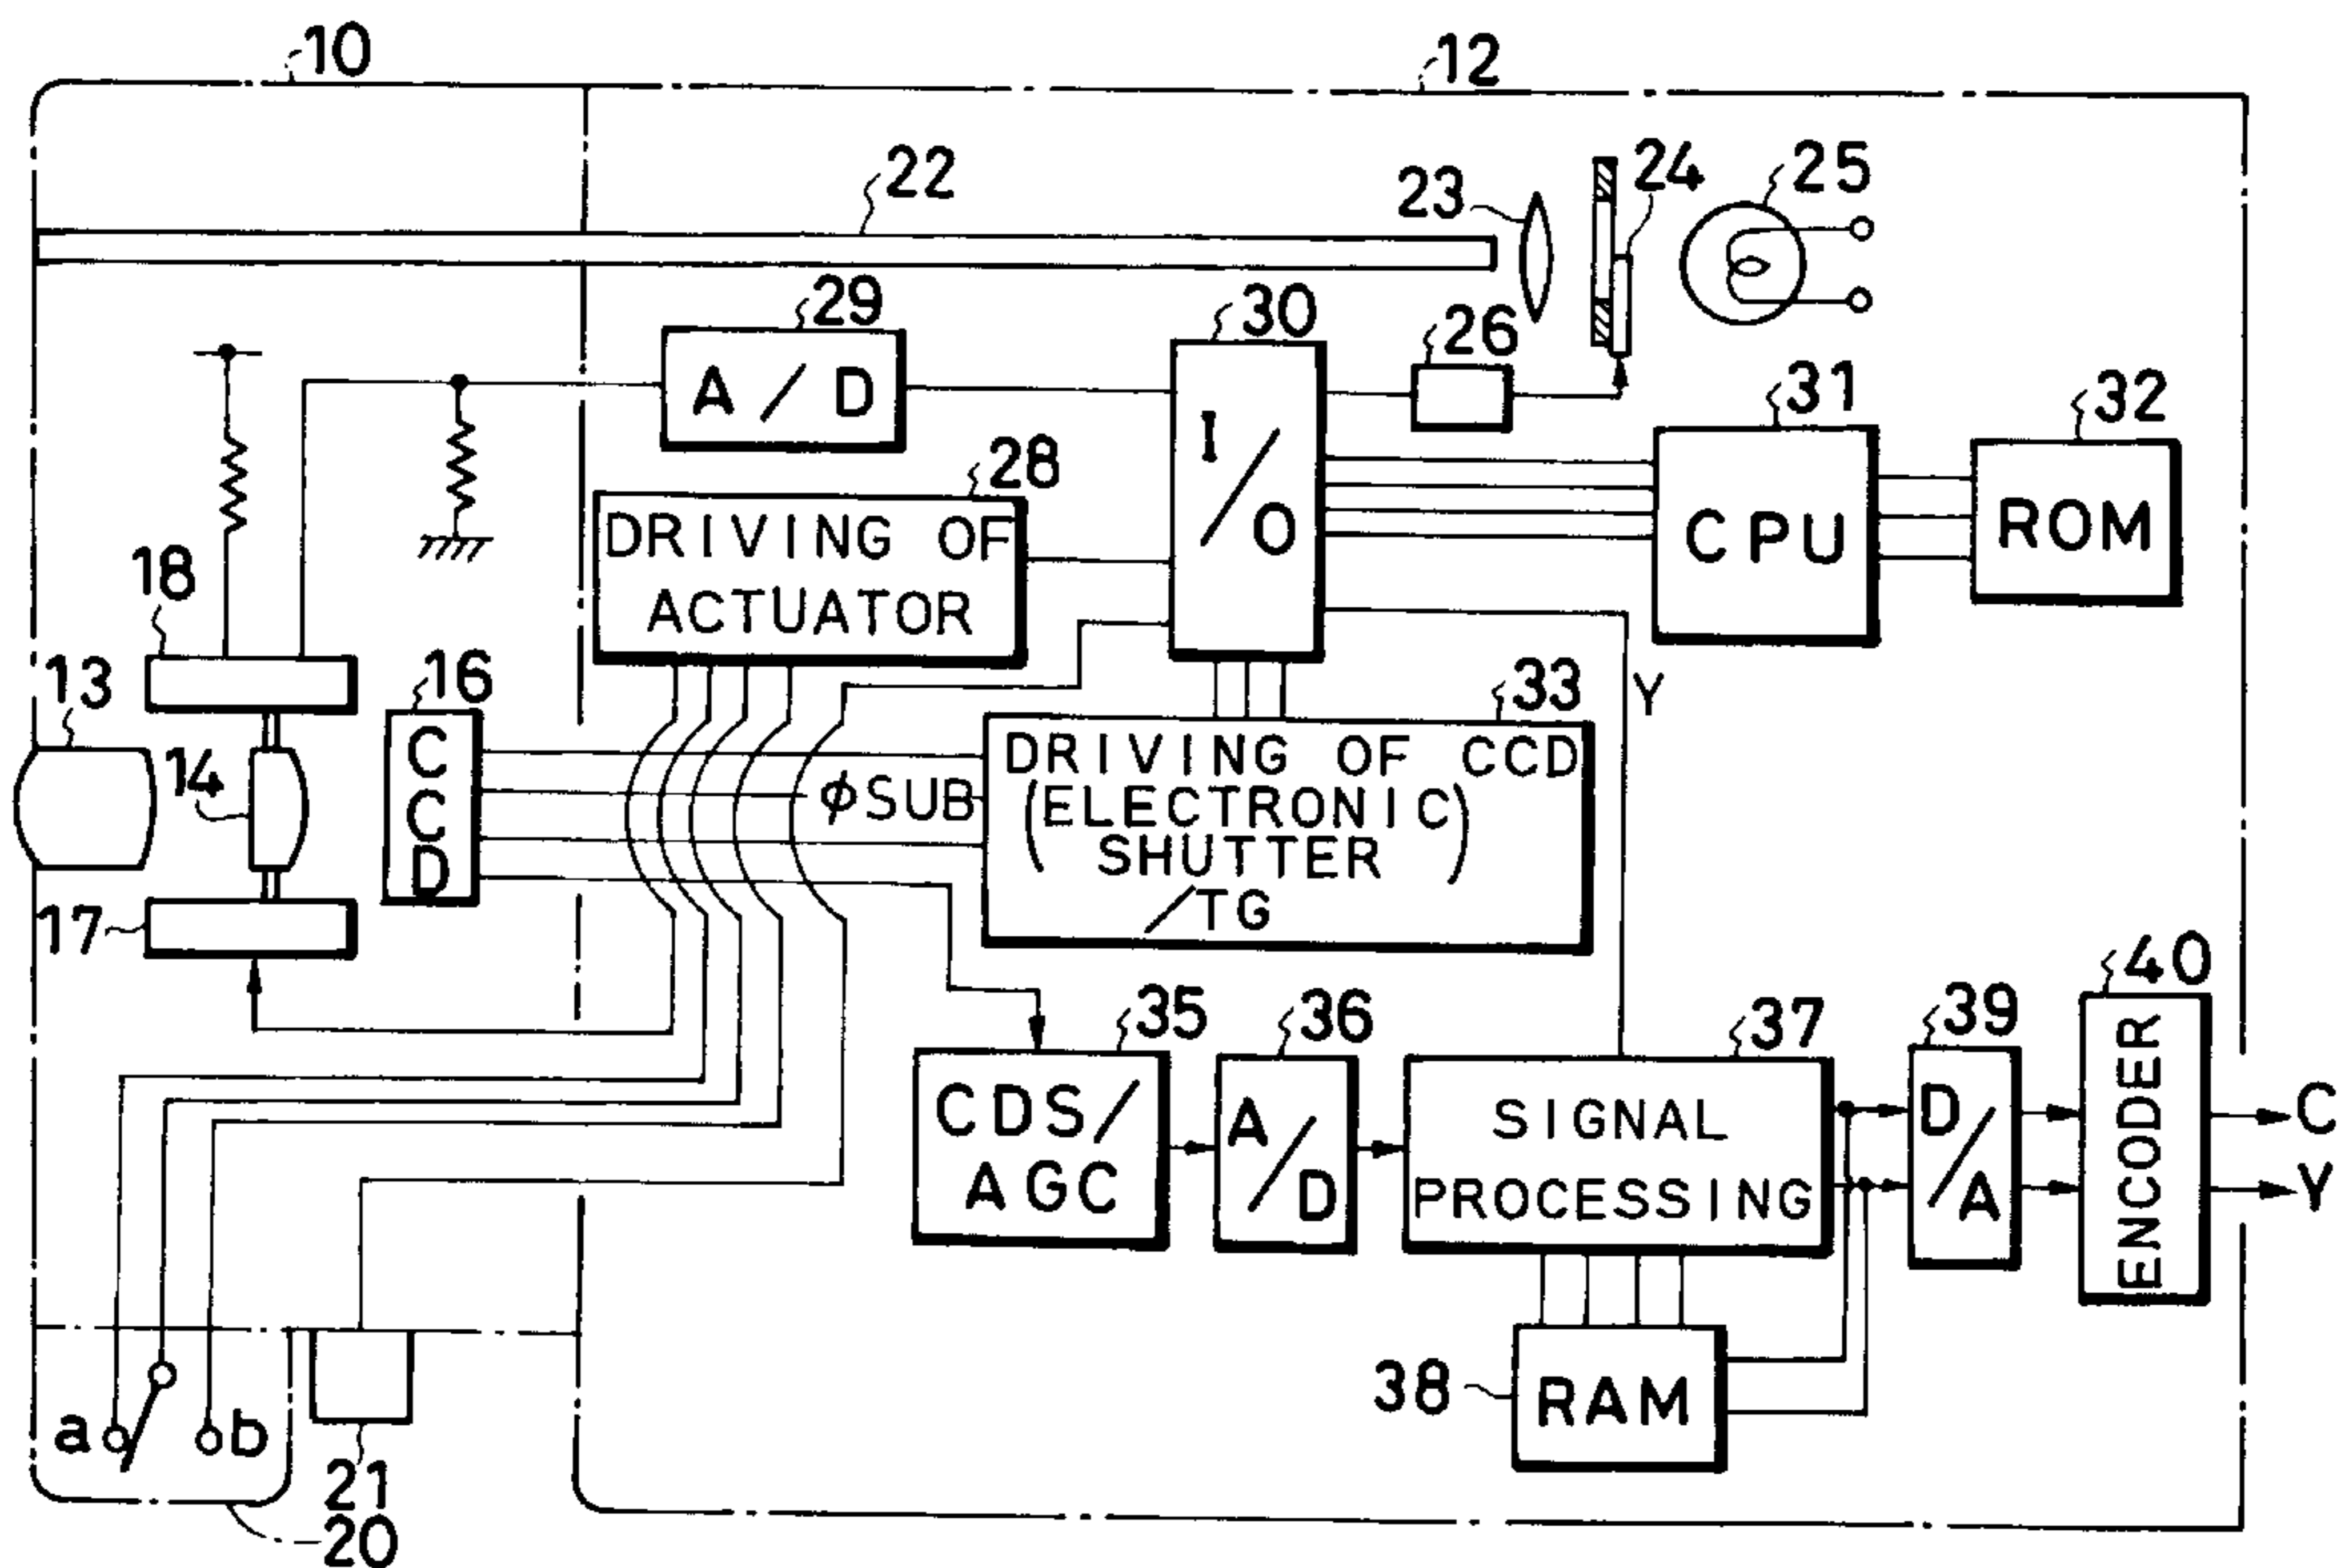 10
12
22
23
24
25
29
A/D
30
I/O
26
31
CPU
32
ROM
28
DRIVING OF
ACTUATOR
18
13
14
16
CCD
17
φSUB
33
DRIVING OF CCD
(ELECTRONIC
SHUTTER)
/TG
Y
35
CDS/
AGC
36
A/D
37
SIGNAL
PROCESSING
39
D/A
40
ENCODER
C
Y
38
RAM
a
b
21
20